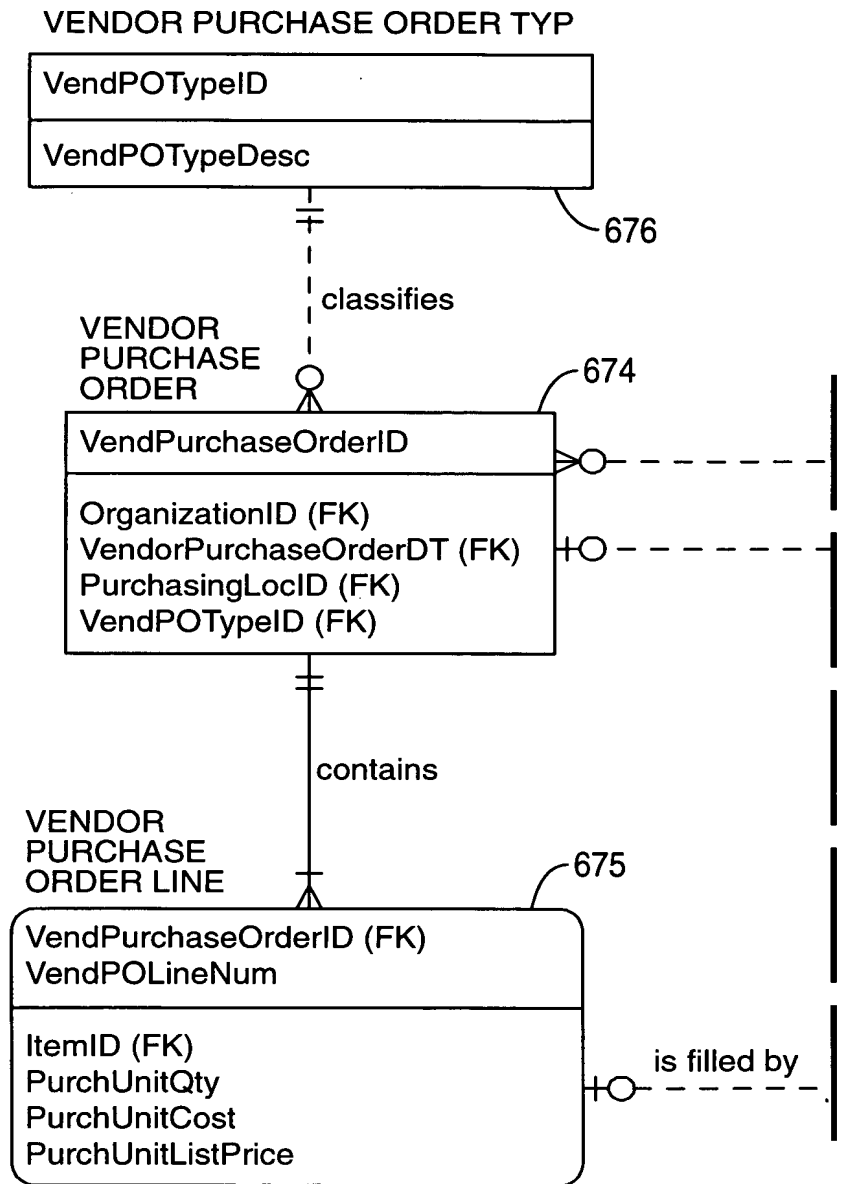 VENDOR PURCHASE ORDER TYP
VendPOTypeID
VendPOTypeDesc
676
classifies
VENDOR
PURCHASE
ORDER
674
VendPurchaseOrderID
OrganizationID (FK)
VendorPurchaseOrderDT (FK)
PurchasingLocID (FK)
VendPOTypeID (FK)
contains
VENDOR
PURCHASE
ORDER LINE
675
VendPurchaseOrderID (FK)
VendPOLineNum
ItemID (FK)
PurchUnitQty
PurchUnitCost
PurchUnitListPrice
is filled by